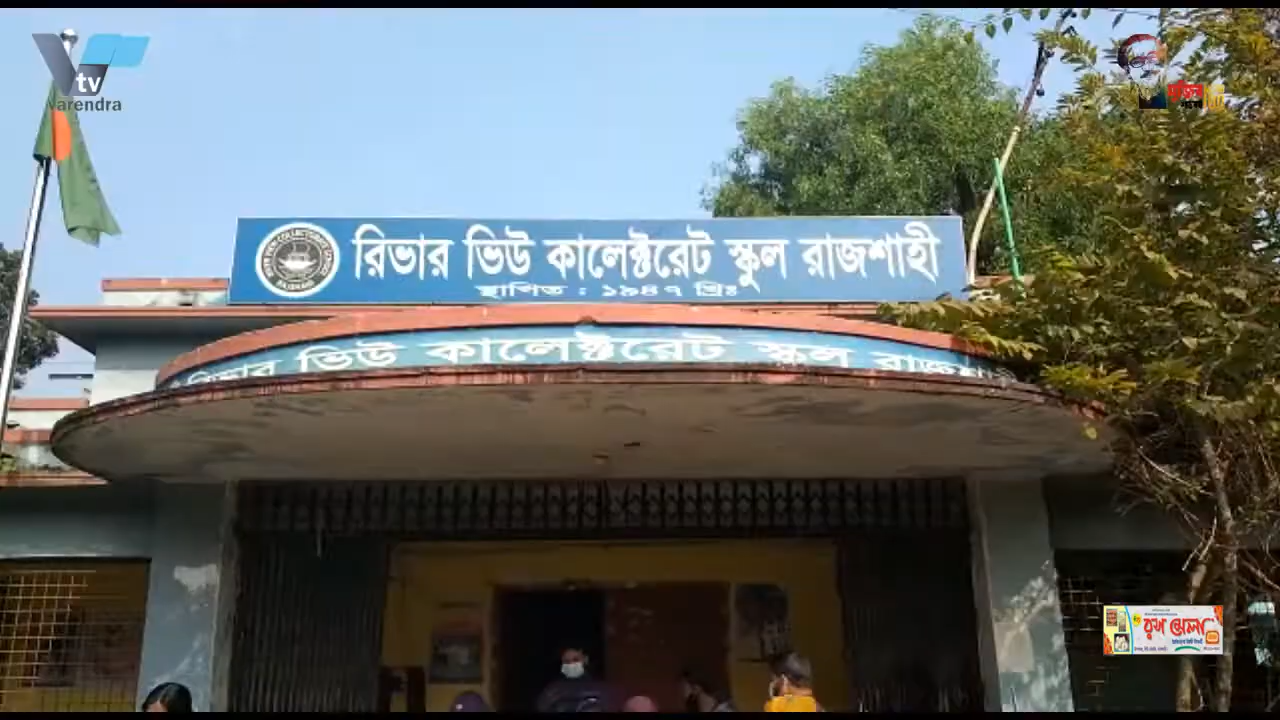 tv
Varendra
রিভার ভিউ কালেক্টরেট স্কুল রাজশাহী
স্থাপিত : ১৯৪৭ খ্রিঃ
রিভার ভিউ কালেক্টরেট স্কুল